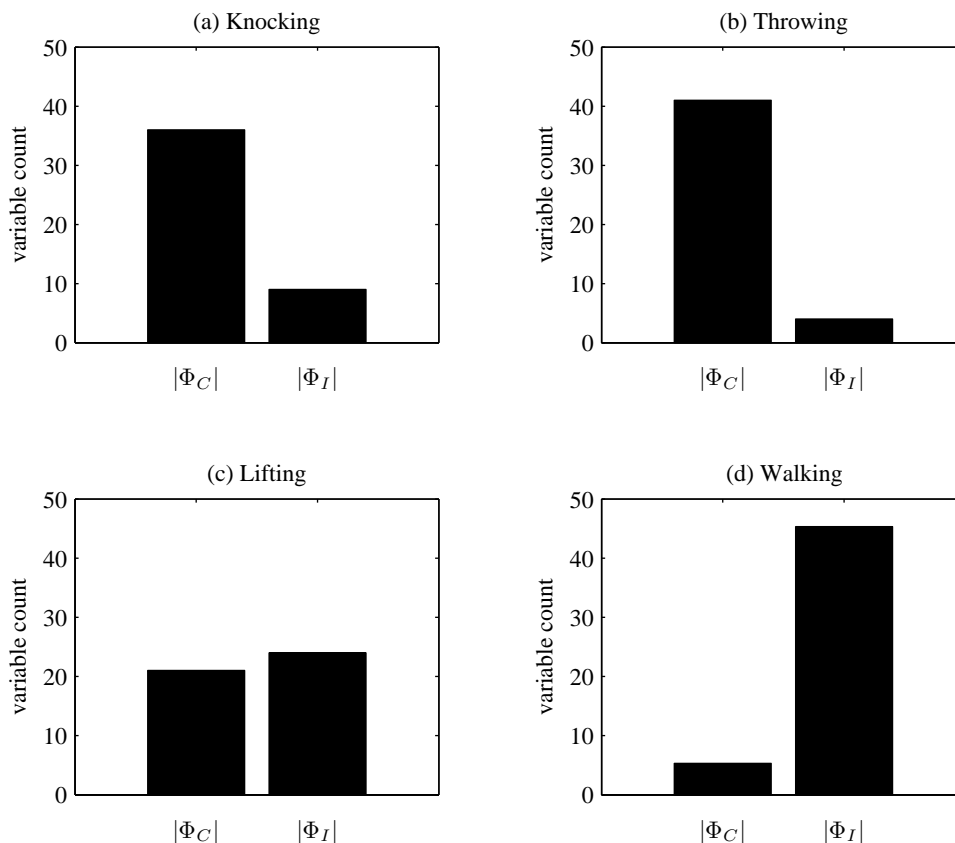 (a) Knocking
50
40
30
20
10
0
variable count
|Φ_C| |Φ_I|
(b) Throwing
50
40
30
20
10
0
variable count
|Φ_C| |Φ_I|
(c) Lifting
50
40
30
20
10
0
variable count
|Φ_C| |Φ_I|
(d) Walking
50
40
30
20
10
0
variable count
|Φ_C| |Φ_I|